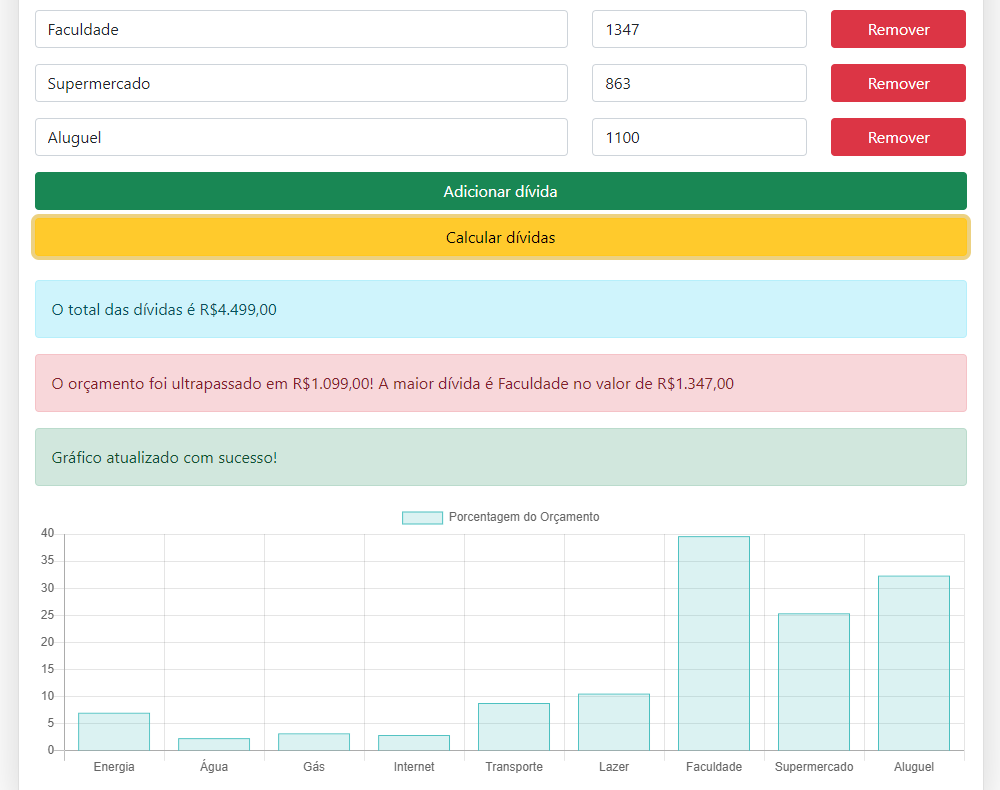 Faculdade 1347 Remover
Supermercado 863 Remover
Aluguel 1100 Remover
Adicionar dívida
Calcular dívidas
O total das dívidas é R$4.499,00
O orçamento foi ultrapassado em R$1.099,00! A maior dívida é Faculdade no valor de R$1.347,00
Gráfico atualizado com sucesso!
Porcentagem do Orçamento
40
35
30
25
20
15
10
5
0
Energia Água Gás Internet Transporte Lazer Faculdade Supermercado Aluguel